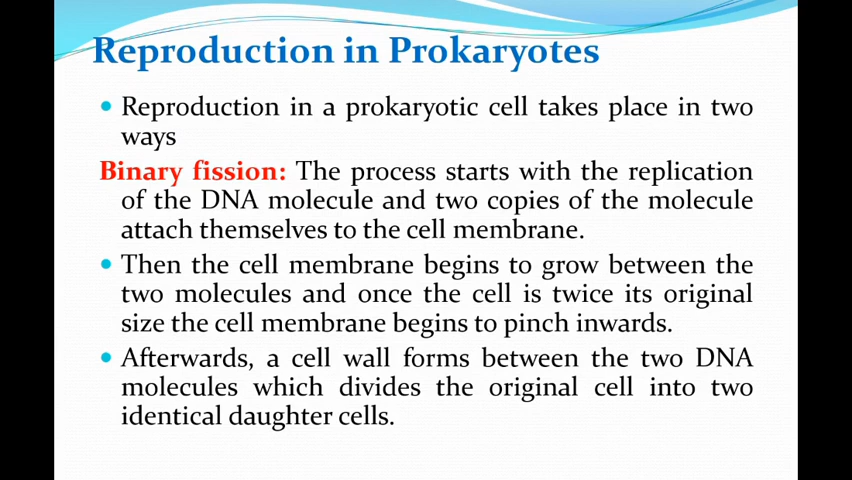 Reproduction in Prokaryotes
• Reproduction in a prokaryotic cell takes place in two
ways
Binary fission: The process starts with the replication
of the DNA molecule and two copies of the molecule
attach themselves to the cell membrane.
• Then the cell membrane begins to grow between the
two molecules and once the cell is twice its original
size the cell membrane begins to pinch inwards.
• Afterwards, a cell wall forms between the two DNA
molecules which divides the original cell into two
identical daughter cells.